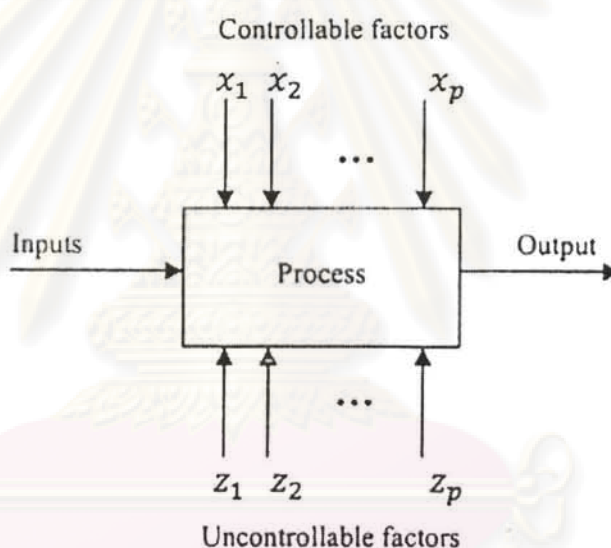 Controllable factors
x₁ x₂ xₚ
...
Inputs
Process
Output
...
z₁ z₂ zₚ
Uncontrollable factors